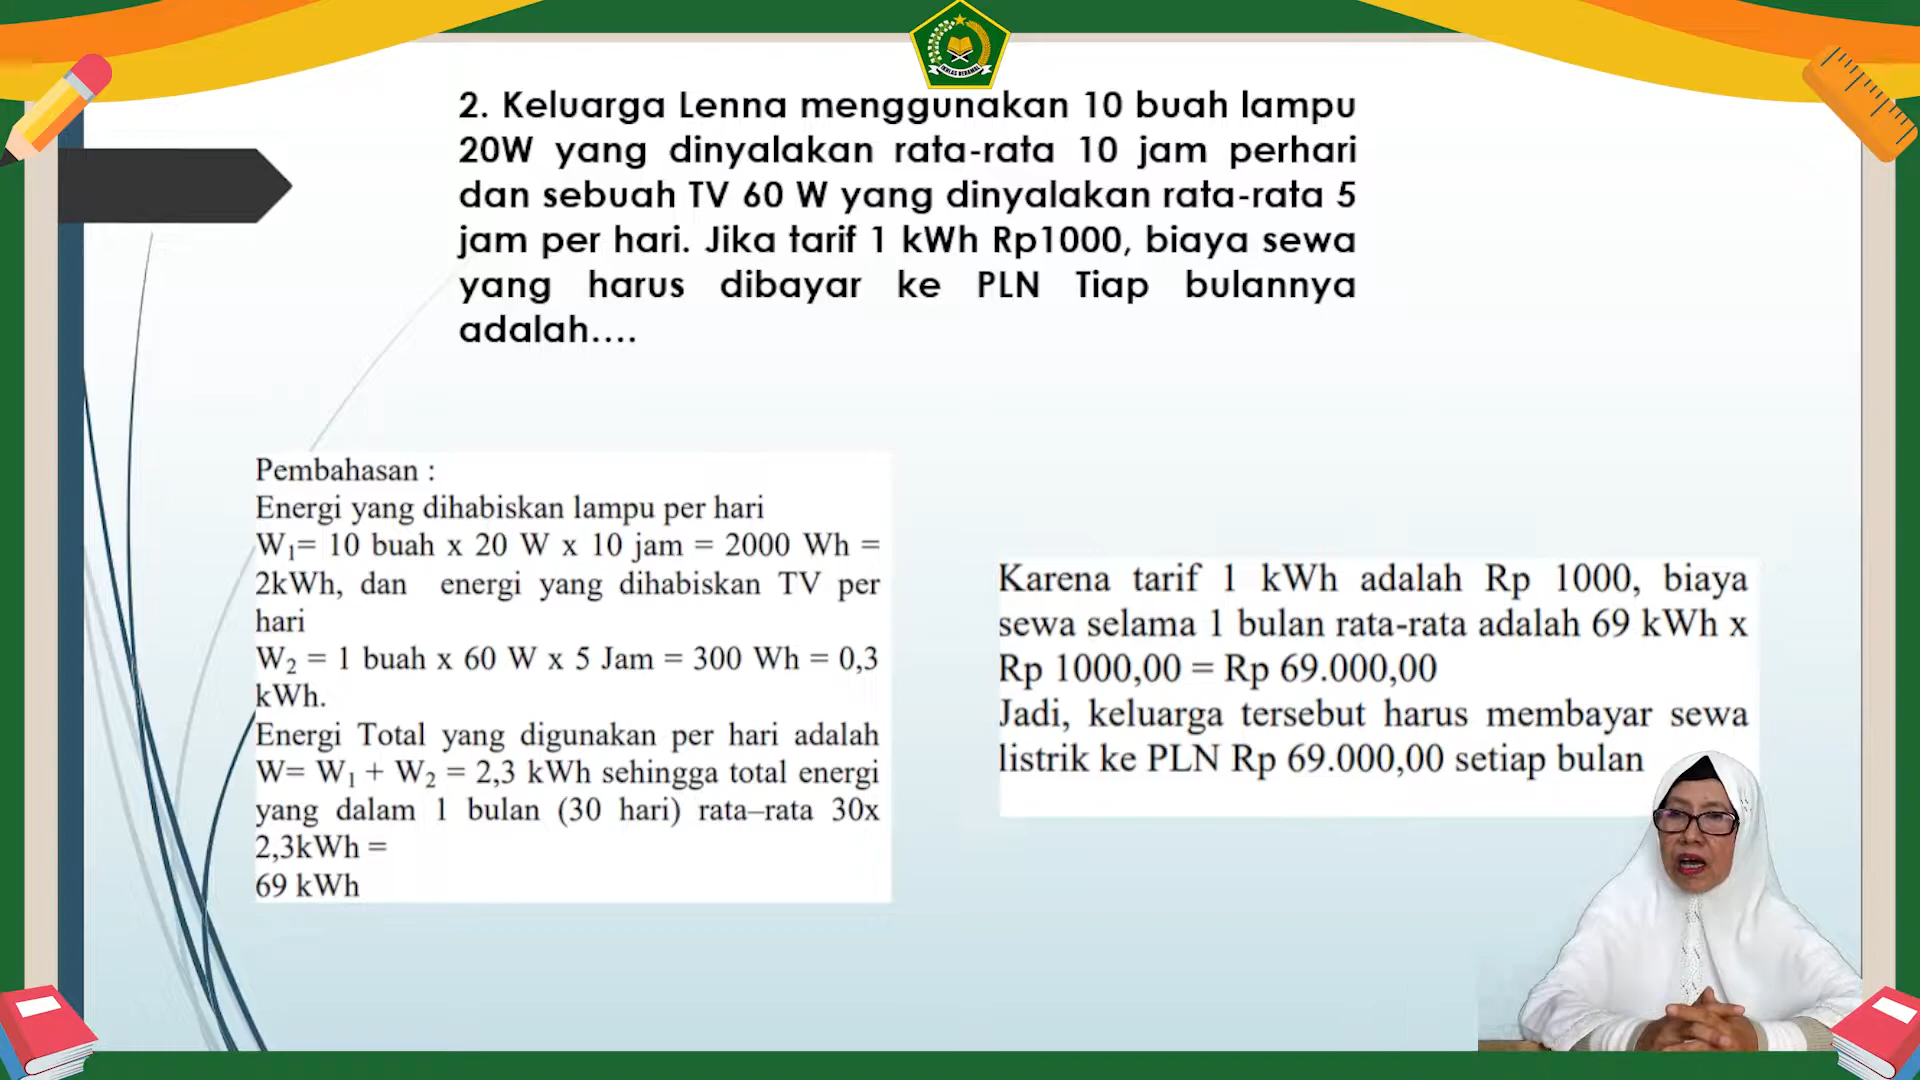 IKHLAS BERAMAL
2. Keluarga Lenna menggunakan 10 buah lampu
20W yang dinyalakan rata-rata 10 jam perhari
dan sebuah TV 60 W yang dinyalakan rata-rata 5
jam per hari. Jika tarif 1 kWh Rp1000, biaya sewa
yang harus dibayar ke PLN Tiap bulannya
adalah....
Pembahasan :
Energi yang dihabiskan lampu per hari
W₁= 10 buah x 20 W x 10 jam = 2000 Wh =
2kWh, dan energi yang dihabiskan TV per
hari
W₂ = 1 buah x 60 W x 5 Jam = 300 Wh = 0,3
kWh.
Energi Total yang digunakan per hari adalah
W= W₁ + W₂ = 2,3 kWh sehingga total energi
yang dalam 1 bulan (30 hari) rata–rata 30x
2,3kWh =
69 kWh
Karena tarif 1 kWh adalah Rp 1000, biaya
sewa selama 1 bulan rata-rata adalah 69 kWh x
Rp 1000,00 = Rp 69.000,00
Jadi, keluarga tersebut harus membayar sewa
listrik ke PLN Rp 69.000,00 setiap bulan